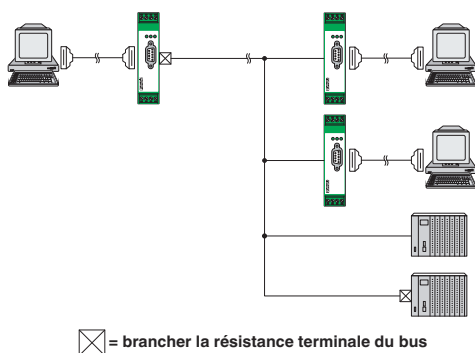 = brancher la résistance terminale du bus